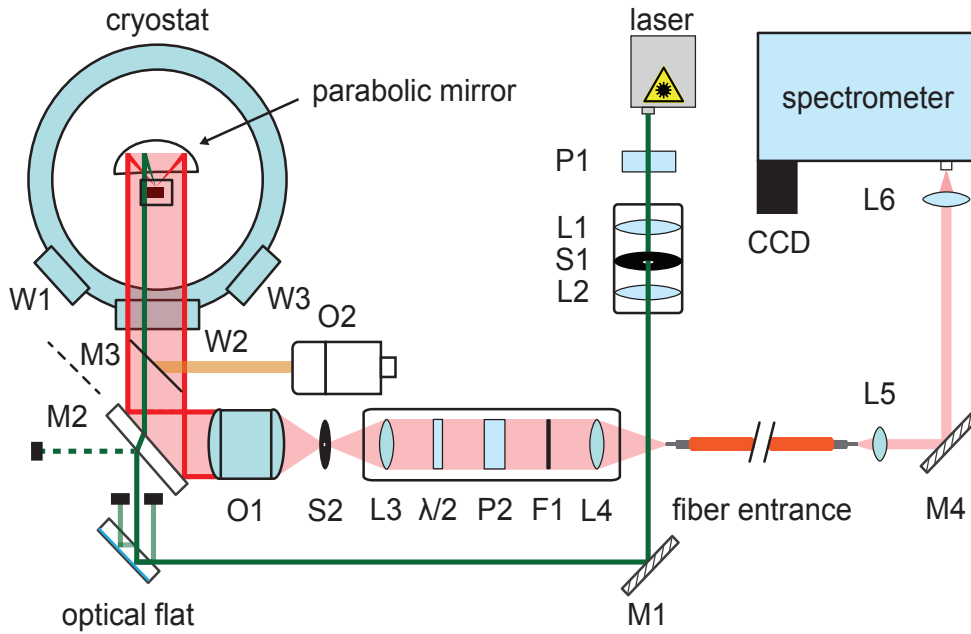 cryostat
laser
parabolic mirror
spectrometer
P1
L1
S1
L2
L6
CCD
W1
W3
W2
O2
M3
M2
L5
O1
S2
L3
λ/2
P2
F1
L4
fiber entrance
M4
optical flat
M1